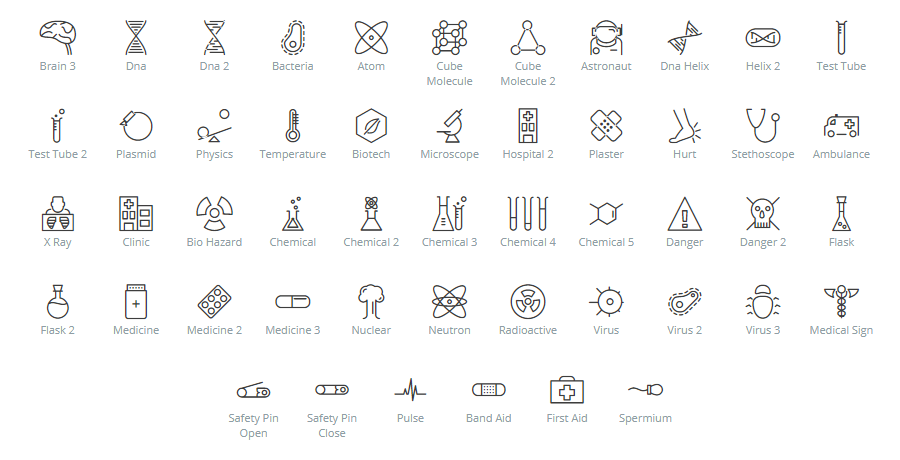 Brain 3
Dna
Dna 2
Bacteria
Atom
Cube
Molecule
Cube
Molecule 2
Astronaut
Dna Helix
Helix 2
Test Tube
Test Tube 2
Plasmid
Physics
Temperature
Biotech
Microscope
Hospital 2
Plaster
Hurt
Stethoscope
Ambulance
X Ray
Clinic
Bio Hazard
Chemical
Chemical 2
Chemical 3
Chemical 4
Chemical 5
Danger
Danger 2
Flask
Flask 2
Medicine
Medicine 2
Medicine 3
Nuclear
Neutron
Radioactive
Virus
Virus 2
Virus 3
Medical Sign
Safety Pin
Open
Safety Pin
Close
Pulse
Band Aid
First Aid
Spermium